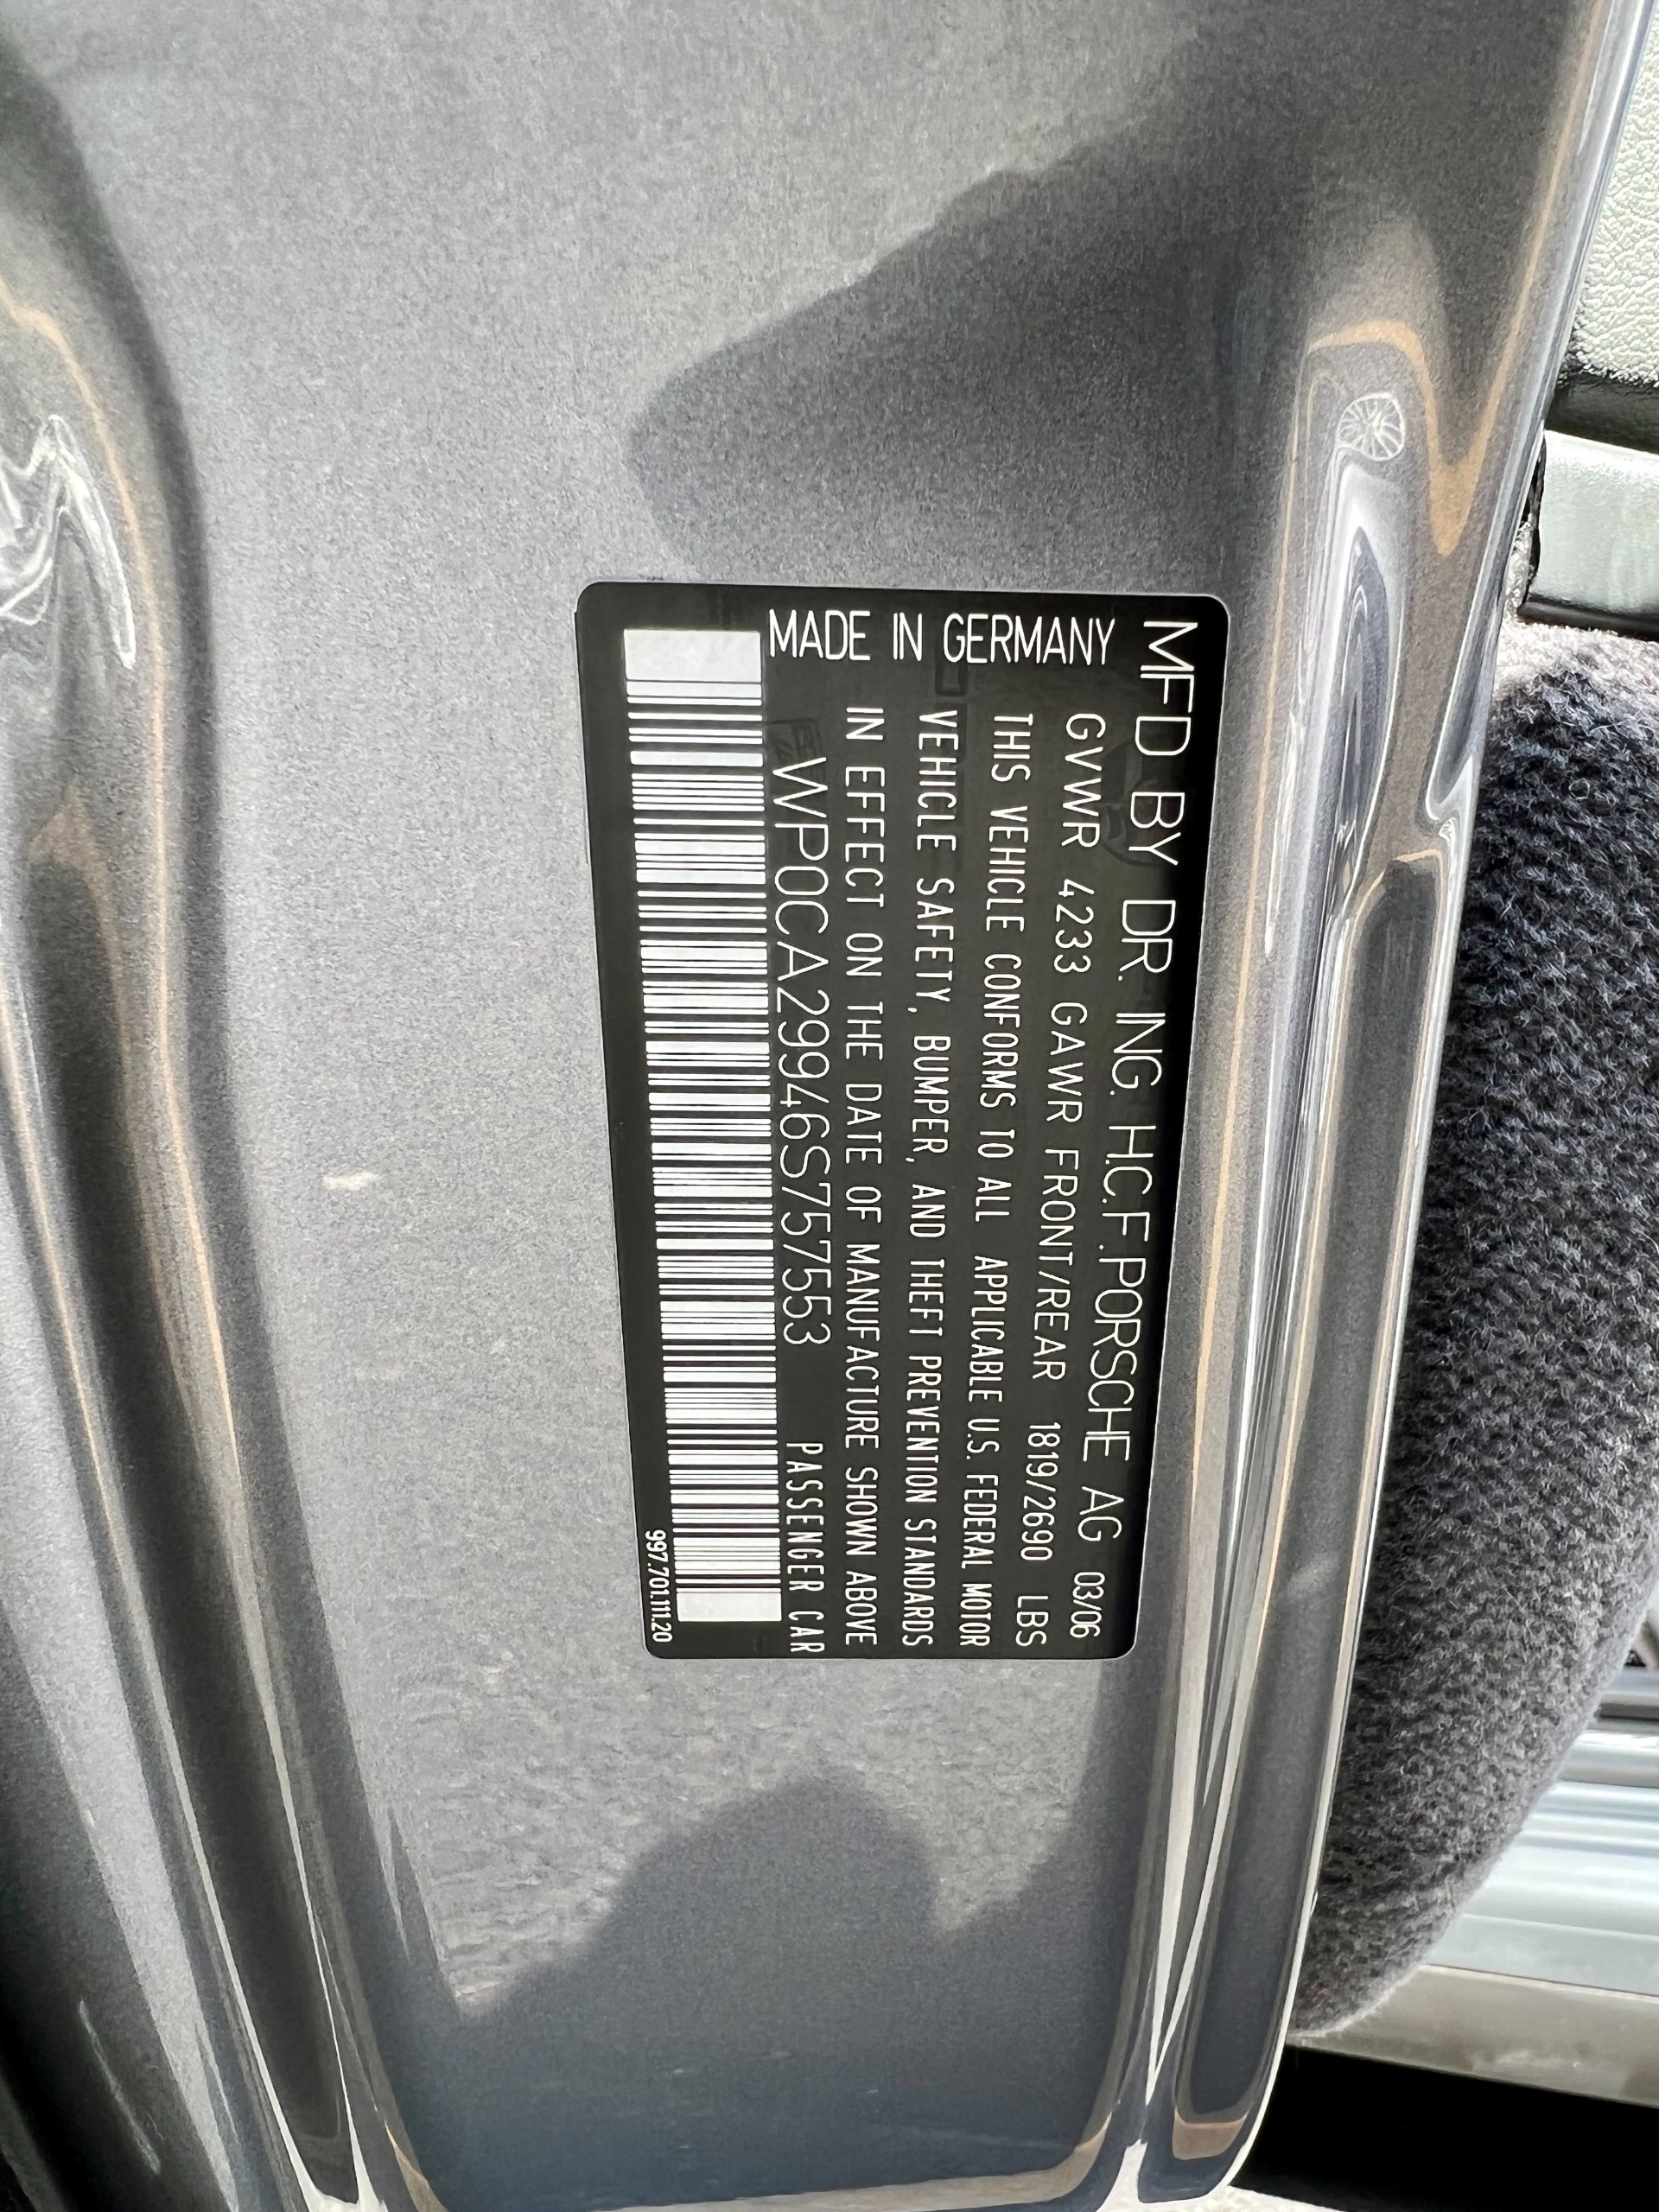 MFD BY DR. ING. H.C.F. PORSCHE AG 03/06
GVWR 4233 GAWR FRONT/REAR 1819/2690 LBS
THIS VEHICLE CONFORMS TO ALL APPLICABLE U.S. FEDERAL MOTOR
VEHICLE SAFETY, BUMPER, AND THEFT PREVENTION STANDARDS
IN EFFECT ON THE DATE OF MANUFACTURE SHOWN ABOVE
WP0CA29946S757553 PASSENGER CAR
997.701.111.20
MADE IN GERMANY